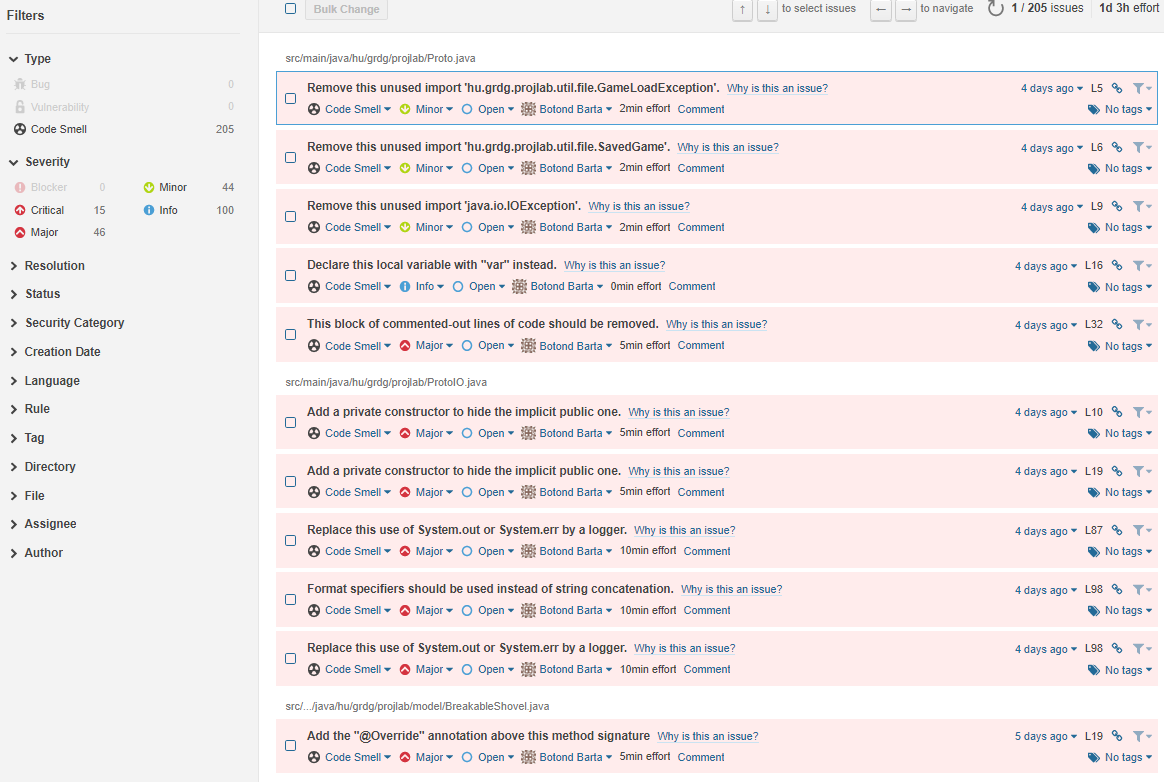 Filters
Type
Bug 0
Vulnerability 0
Code Smell 205
Severity
Blocker 0 Minor 44
Critical 15 Info 100
Major 46
Resolution
Status
Security Category
Creation Date
Language
Rule
Tag
Directory
File
Assignee
Author
Bulk Change ↑ ↓ to select issues ← → to navigate 1 / 205 issues 1d 3h effort
src/main/java/hu/grdg/projlab/Proto.java
Remove this unused import 'hu.grdg.projlab.util.file.GameLoadException'. Why is this an issue? 4 days ago L5
Code Smell Minor Open Botond Barta 2min effort Comment No tags
Remove this unused import 'hu.grdg.projlab.util.file.SavedGame'. Why is this an issue? 4 days ago L6
Code Smell Minor Open Botond Barta 2min effort Comment No tags
Remove this unused import 'java.io.IOException'. Why is this an issue? 4 days ago L9
Code Smell Minor Open Botond Barta 2min effort Comment No tags
Declare this local variable with "var" instead. Why is this an issue? 4 days ago L16
Code Smell Info Open Botond Barta 0min effort Comment No tags
This block of commented-out lines of code should be removed. Why is this an issue? 4 days ago L32
Code Smell Major Open Botond Barta 5min effort Comment No tags
src/main/java/hu/grdg/projlab/ProtoIO.java
Add a private constructor to hide the implicit public one. Why is this an issue? 4 days ago L10
Code Smell Major Open Botond Barta 5min effort Comment No tags
Add a private constructor to hide the implicit public one. Why is this an issue? 4 days ago L19
Code Smell Major Open Botond Barta 5min effort Comment No tags
Replace this use of System.out or System.err by a logger. Why is this an issue? 4 days ago L87
Code Smell Major Open Botond Barta 10min effort Comment No tags
Format specifiers should be used instead of string concatenation. Why is this an issue? 4 days ago L98
Code Smell Major Open Botond Barta 10min effort Comment No tags
Replace this use of System.out or System.err by a logger. Why is this an issue? 4 days ago L98
Code Smell Major Open Botond Barta 10min effort Comment No tags
src/.../java/hu/grdg/projlab/model/BreakableShovel.java
Add the "@Override" annotation above this method signature Why is this an issue? 5 days ago L19
Code Smell Major Open Botond Barta 5min effort Comment No tags